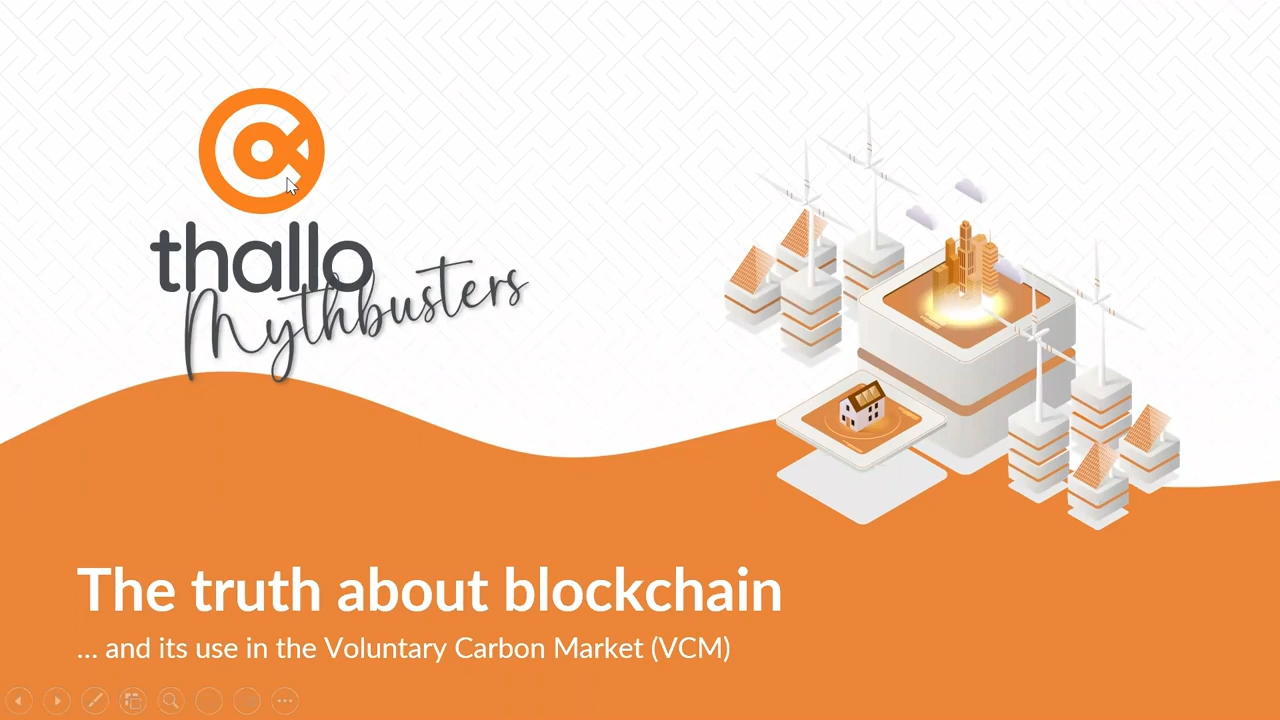 thallo
Mythbusters
The truth about blockchain
... and its use in the Voluntary Carbon Market (VCM)